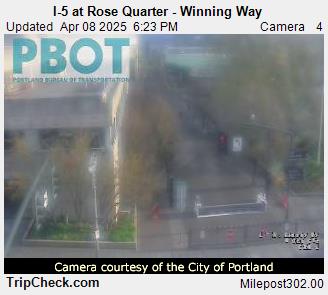 I-5 at Rose Quarter - Winning Way
Updated Apr 08 2025 6:23 PM Camera 4
PBOT
PORTLAND BUREAU OF TRANSPORTATION
Camera courtesy of the City of Portland
TripCheck.com Milepost302.00